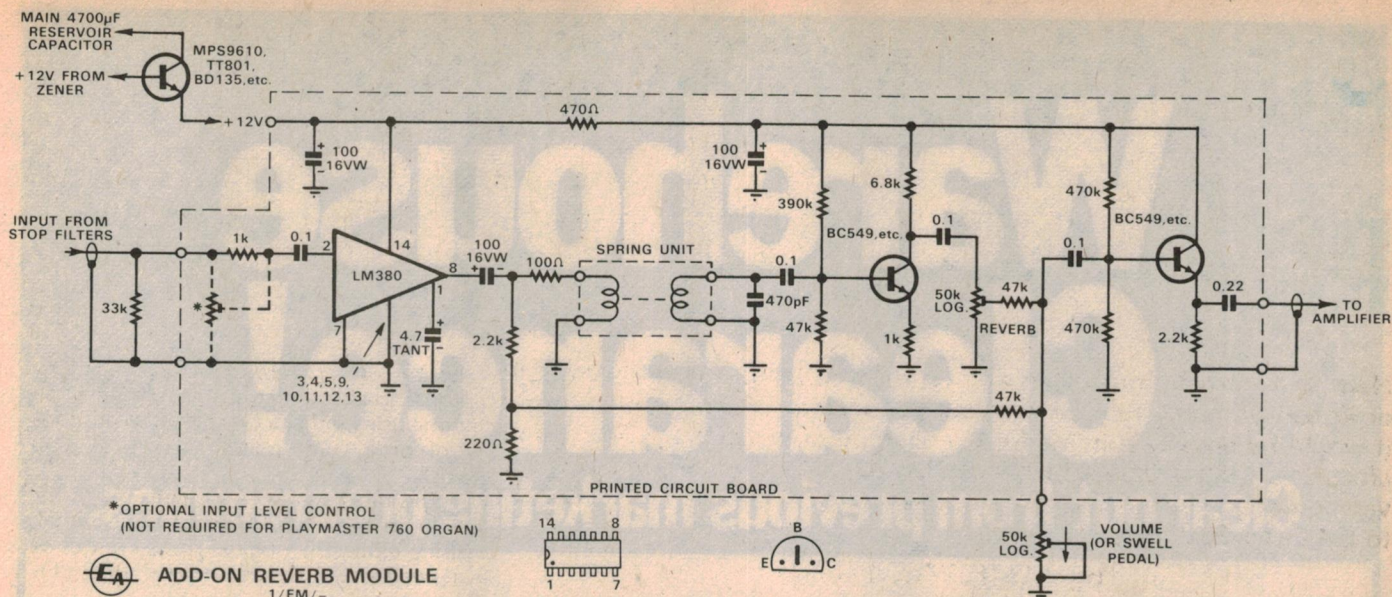 MAIN 4700µF
RESERVOIR
CAPACITOR
MPS9610,
TT801,
BD135,etc.
+12V FROM
ZENER
+12V
470Ω
100
16VW
100
16VW
390k
6.8k
470k
BC549,etc.
BC549,etc.
INPUT FROM
STOP FILTERS
1k
0.1
2
14
LM380
8
1
7
100
16VW
100Ω
SPRING UNIT
0.1
470pF
0.1
50k
LOG.
47k
REVERB
0.1
0.22
TO
AMPLIFIER
33k
*
4.7
TANT
2.2k
47k
1k
470k
2.2k
3,4,5,9.
10,11,12,13
47k
220Ω
PRINTED CIRCUIT BOARD
*OPTIONAL INPUT LEVEL CONTROL
(NOT REQUIRED FOR PLAYMASTER 760 ORGAN)
14 8
1 7
B
E C
50k
LOG.
VOLUME
(OR SWELL
PEDAL)
EA ADD-ON REVERB MODULE
1/EM/–
Warehouse
Clearance!